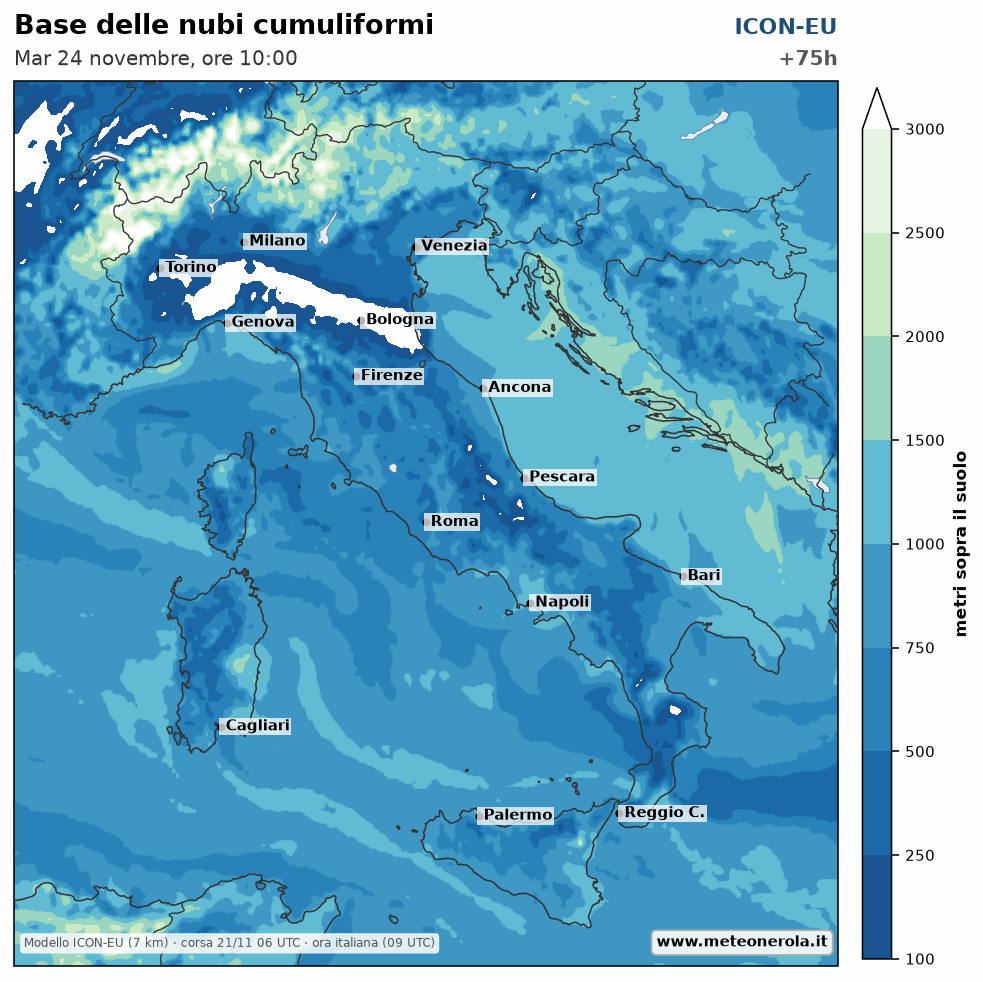 Base delle nubi cumuliformi
ICON-EU
Mar 24 novembre, ore 10:00
+75h
3000
2500
2000
1500
1000
750
500
250
100
metri sopra il suolo
Milano
Venezia
Torino
Genova
Bologna
Firenze
Ancona
Pescara
Roma
Bari
Napoli
Cagliari
Palermo
Reggio C.
Modello ICON-EU (7 km) · corsa 21/11 06 UTC · ora italiana (09 UTC)
www.meteonerola.it